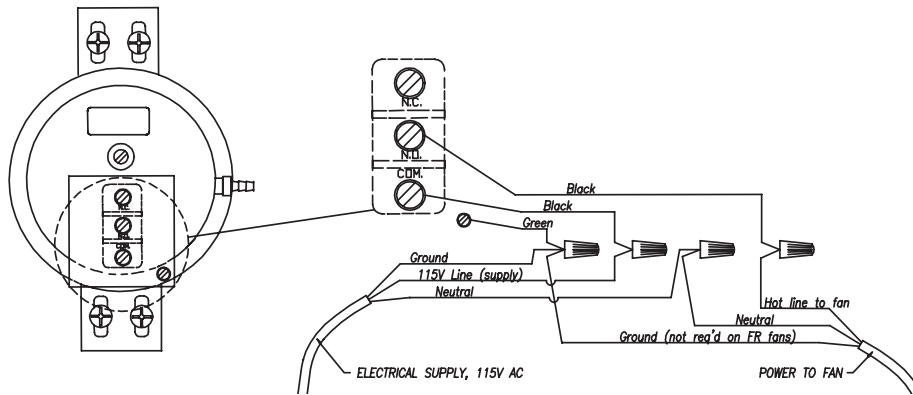 N.C.
N.O.
COM.
Black
Black
Green
Ground
115V Line (supply)
Neutral
Hot line to fan
Neutral
Ground (not req'd on FR fans)
ELECTRICAL SUPPLY, 115V AC
POWER TO FAN
N.C.
N.O.
COM.